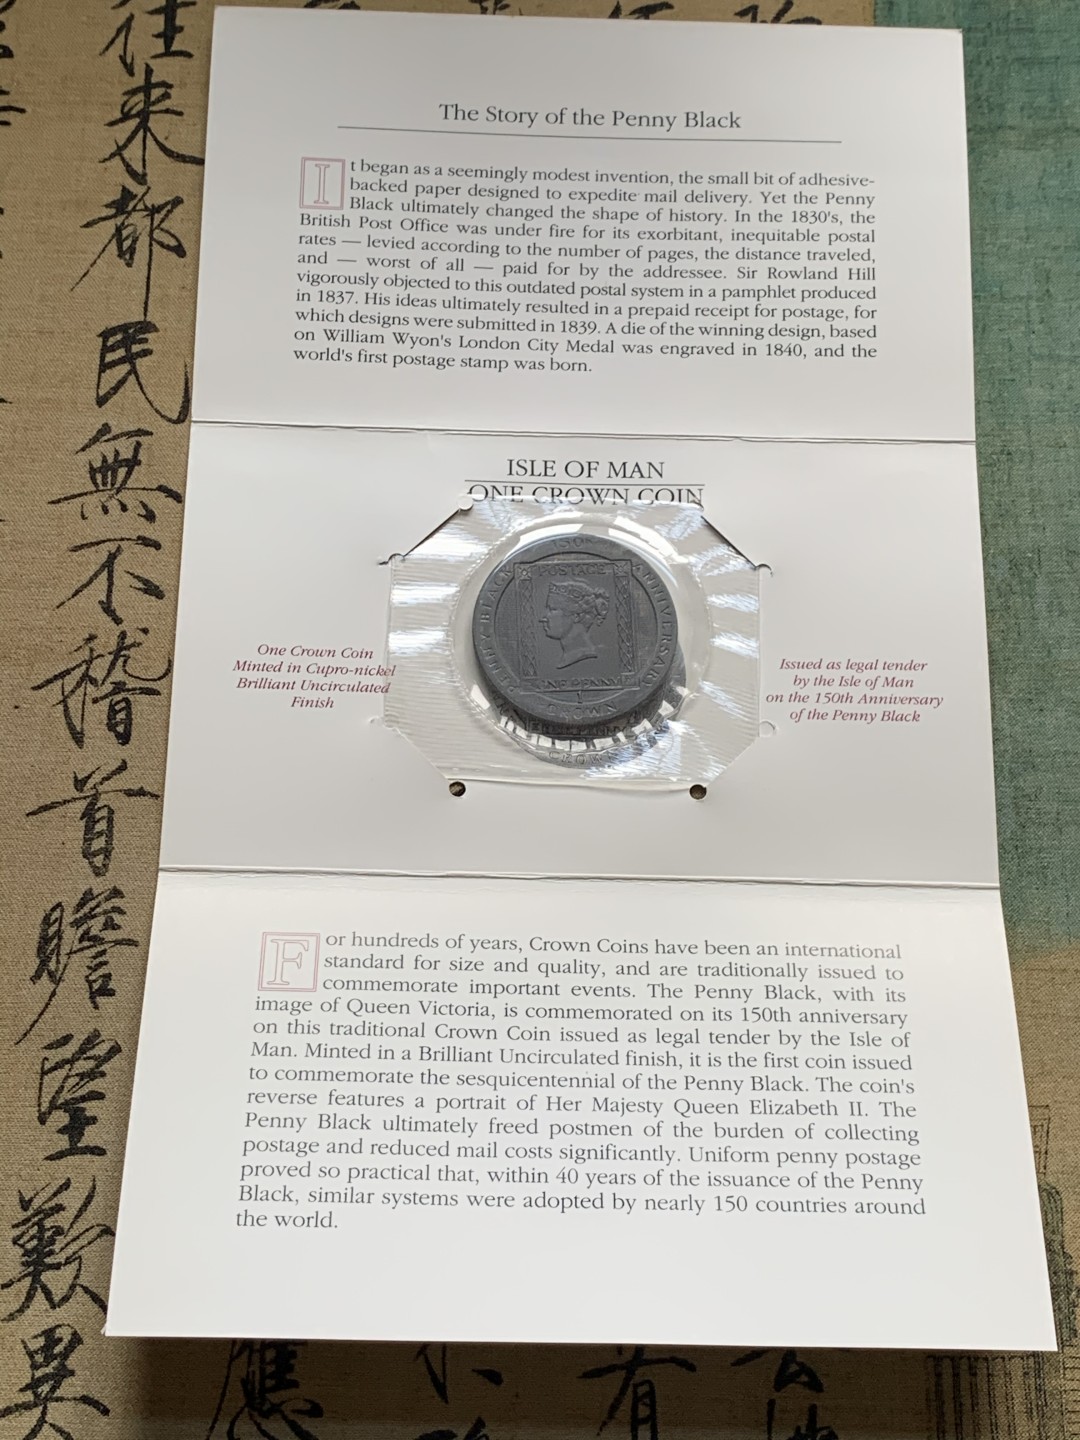 The Story of the Penny Black
It began as a seemingly modest invention, the small bit of adhesive-
backed paper designed to expedite mail delivery. Yet the Penny
Black ultimately changed the shape of history. In the 1830's, the
British Post Office was under fire for its exorbitant, inequitable postal
rates — levied according to the number of pages, the distance traveled,
and — worst of all — paid for by the addressee. Sir Rowland Hill
vigorously objected to this outdated postal system in a pamphlet produced
in 1837. His ideas ultimately resulted in a prepaid receipt for postage, for
which designs were submitted in 1839. A die of the winning design, based
on William Wyon's London City Medal was engraved in 1840, and the
world's first postage stamp was born.
ISLE OF MAN
ONE CROWN COIN
One Crown Coin
Minted in Cupro-nickel
Brilliant Uncirculated
Finish
PENNY BLACK 150th ANNIVERSARY
POSTAGE
ONE PENNY
1
CROWN
Issued as legal tender
by the Isle of Man
on the 150th Anniversary
of the Penny Black
For hundreds of years, Crown Coins have been an international
standard for size and quality, and are traditionally issued to
commemorate important events. The Penny Black, with its
image of Queen Victoria, is commemorated on its 150th anniversary
on this traditional Crown Coin issued as legal tender by the Isle of
Man. Minted in a Brilliant Uncirculated finish, it is the first coin issued
to commemorate the sesquicentennial of the Penny Black. The coin's
reverse features a portrait of Her Majesty Queen Elizabeth II. The
Penny Black ultimately freed postmen of the burden of collecting
postage and reduced mail costs significantly. Uniform penny postage
proved so practical that, within 40 years of the issuance of the Penny
Black, similar systems were adopted by nearly 150 countries around
the world.
往来都民無不稽首瞻望歎異
應
有